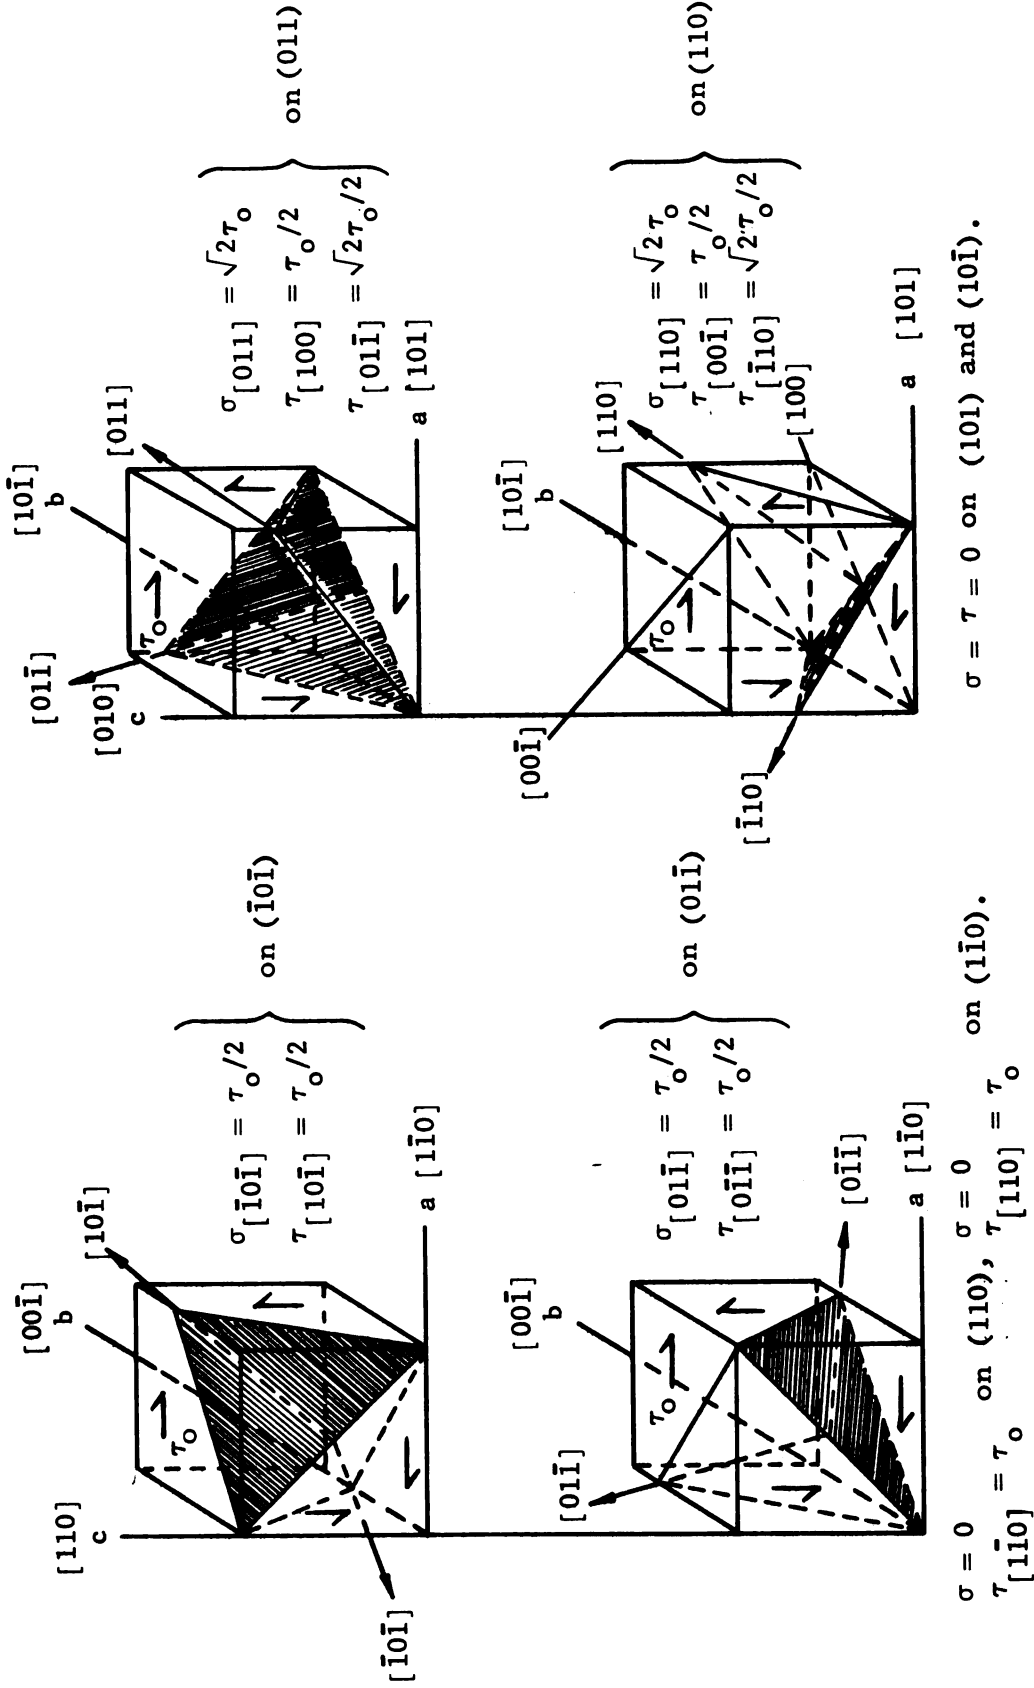 [110]
c
[001̄]
b
[101̄]
τo
[1̄01̄]
a [11̄0]
σ[1̄01̄] = τo/2
τ[101̄] = τo/2
on (1̄01̄)
[01̄1̄]
[001̄]
b
[011̄]
τo
a [11̄0]
σ[011̄] = τo/2
τ[01̄1̄] = τo/2
on (011̄)
σ = 0
τ[11̄0] = τo
on (110),
σ = 0
τ[110] = τo
on (11̄0).
[010]
c
[011̄]
[101̄]
b
[011]
τo
a [101]
σ[011] = √2τo
τ[100] = τo/2
τ[011̄] = √2τo/2
on (011)
[001̄]
[101̄]
b
[110]
τo
[1̄10]
[100]
a [101]
σ[110] = √2τo
τ[001̄] = τo/2
τ[1̄10] = √2τo/2
on (110)
σ = τ = 0 on (101) and (101̄).